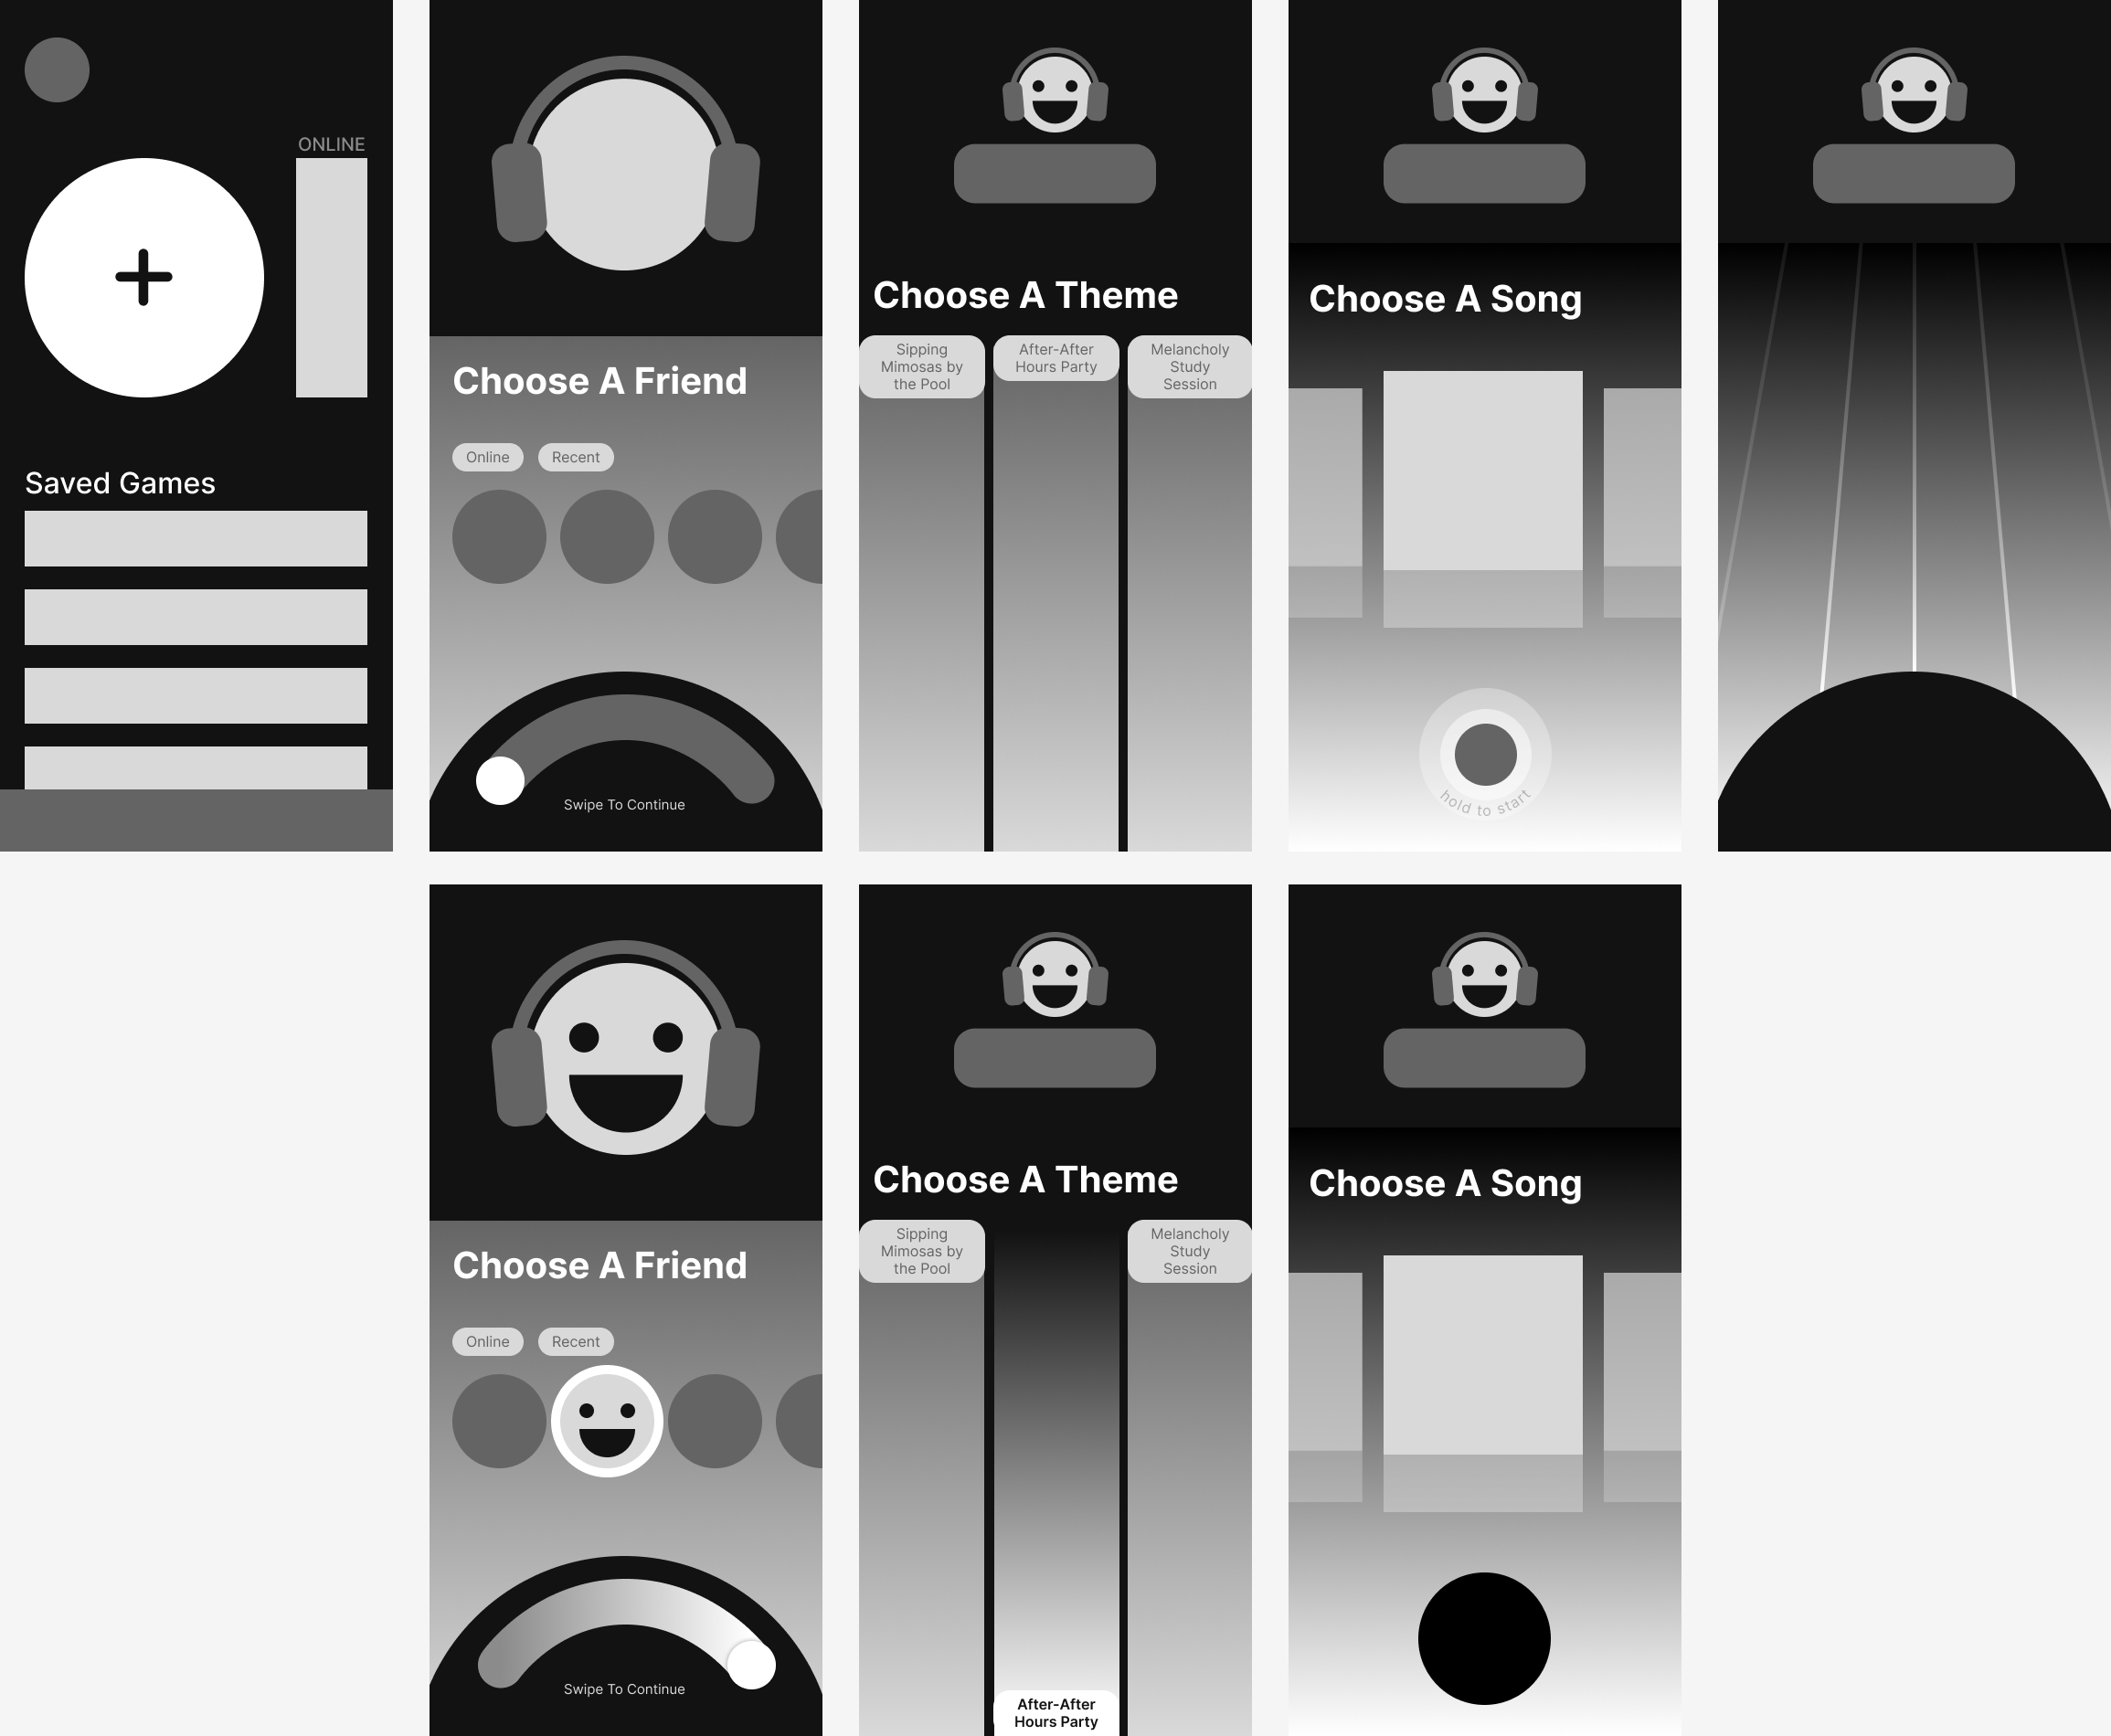 ONLINE
Saved Games
Choose A Friend
Online
Recent
Swipe To Continue
Choose A Theme
Sipping
Mimosas by
the Pool
After-After
Hours Party
Melancholy
Study
Session
Choose A Song
hold to start
Choose A Friend
Online
Recent
Swipe To Continue
Choose A Theme
Sipping
Mimosas by
the Pool
Melancholy
Study
Session
After-After
Hours Party
Choose A Song